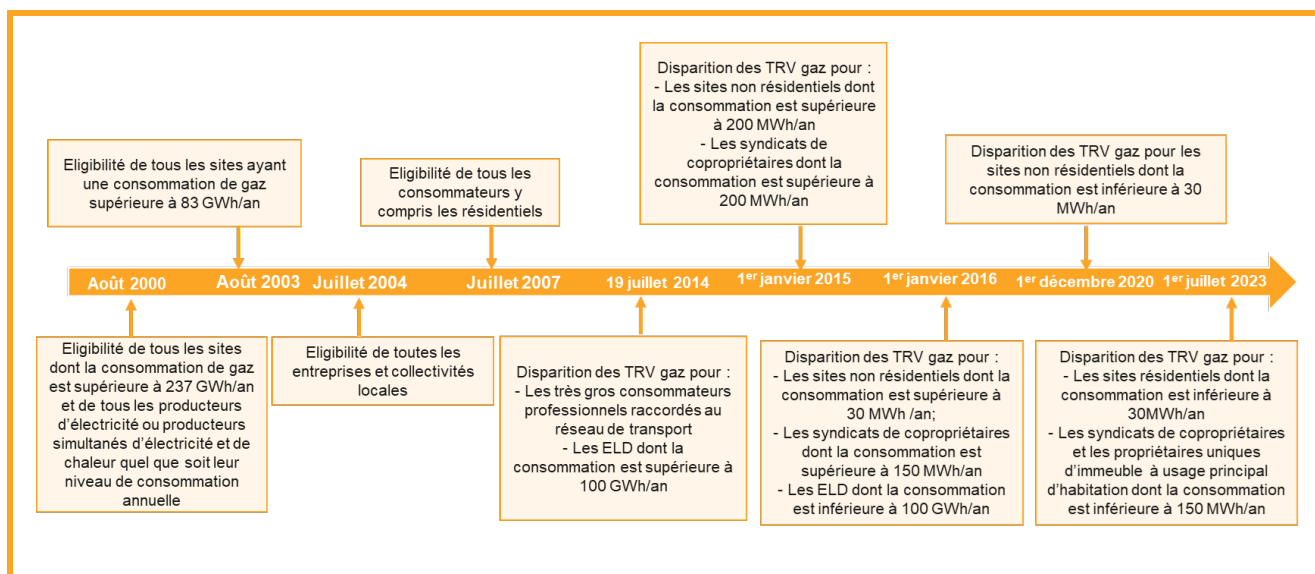 Disparition des TRV gaz pour :
- Les sites non résidentiels dont
la consommation est supérieure
à 200 MWh/an
- Les syndicats de
copropriétaires dont la
consommation est supérieure à
200 MWh/an
Eligibilité de tous les sites ayant
une consommation de gaz
supérieure à 83 GWh/an
Eligibilité de tous les
consommateurs y
compris les résidentiels
Disparition des TRV gaz pour les
sites non résidentiels dont la
consommation est inférieure à 30
MWh/an
Août 2000 Août 2003 Juillet 2004 Juillet 2007 19 juillet 2014 1er janvier 2015 1er janvier 2016 1er décembre 2020 1er juillet 2023
Eligibilité de tous les sites
dont la consommation de gaz
est supérieure à 237 GWh/an
et de tous les producteurs
d’électricité ou producteurs
simultanés d’électricité et de
chaleur quel que soit leur
niveau de consommation
annuelle
Eligibilité de toutes les
entreprises et collectivités
locales
Disparition des TRV gaz pour :
- Les très gros consommateurs
professionnels raccordés au
réseau de transport
- Les ELD dont la
consommation est supérieure à
100 GWh/an
Disparition des TRV gaz pour :
- Les sites non résidentiels dont la
consommation est supérieure à
30 MWh /an;
- Les syndicats de copropriétaires
dont la consommation est
supérieure à 150 MWh/an
- Les ELD dont la consommation
est inférieure à 100 GWh/an
Disparition des TRV gaz pour :
- Les sites résidentiels dont la
consommation est inférieure à
30MWh/an
- Les syndicats de copropriétaires
et les propriétaires uniques
d’immeuble à usage principal
d’habitation dont la consommation
est inférieure à 150 MWh/an